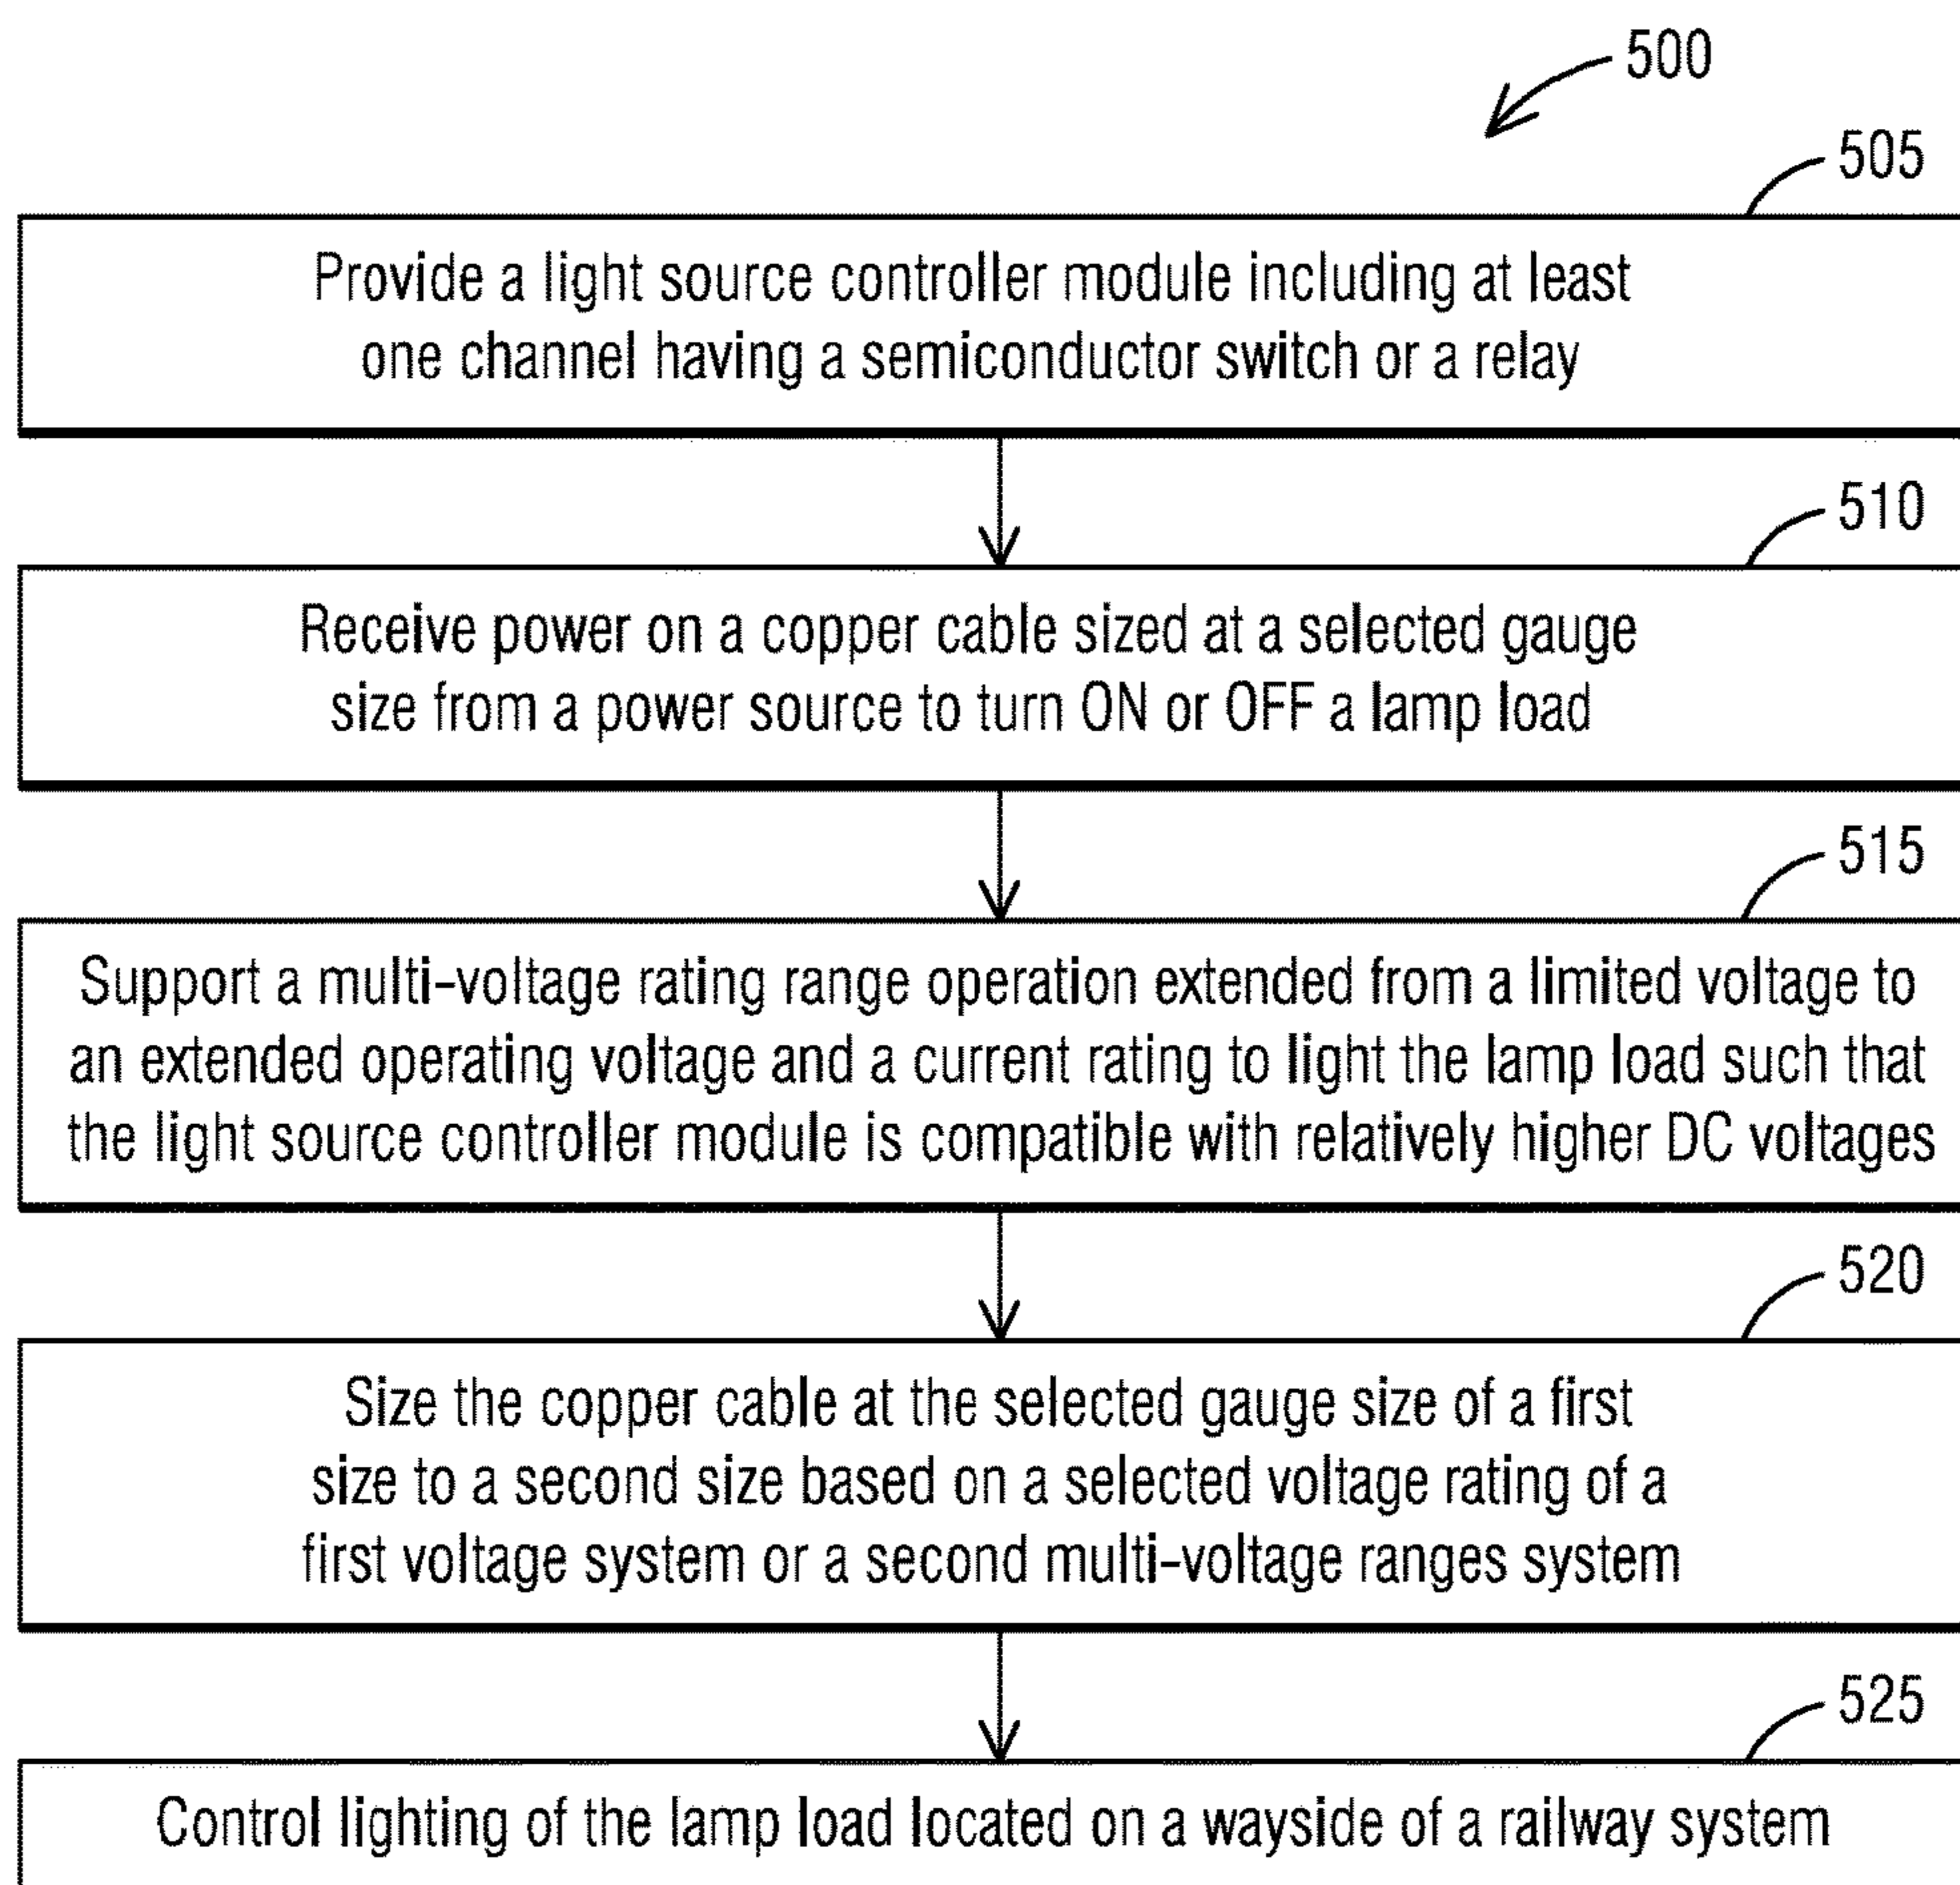 500
505
Provide a light source controller module including at least
one channel having a semiconductor switch or a relay
510
Receive power on a copper cable sized at a selected gauge
size from a power source to turn ON or OFF a lamp load
515
Support a multi-voltage rating range operation extended from a limited voltage to
an extended operating voltage and a current rating to light the lamp load such that
the light source controller module is compatible with relatively higher DC voltages
520
Size the copper cable at the selected gauge size of a first
size to a second size based on a selected voltage rating of a
first voltage system or a second multi-voltage ranges system
525
Control lighting of the lamp load located on a wayside of a railway system